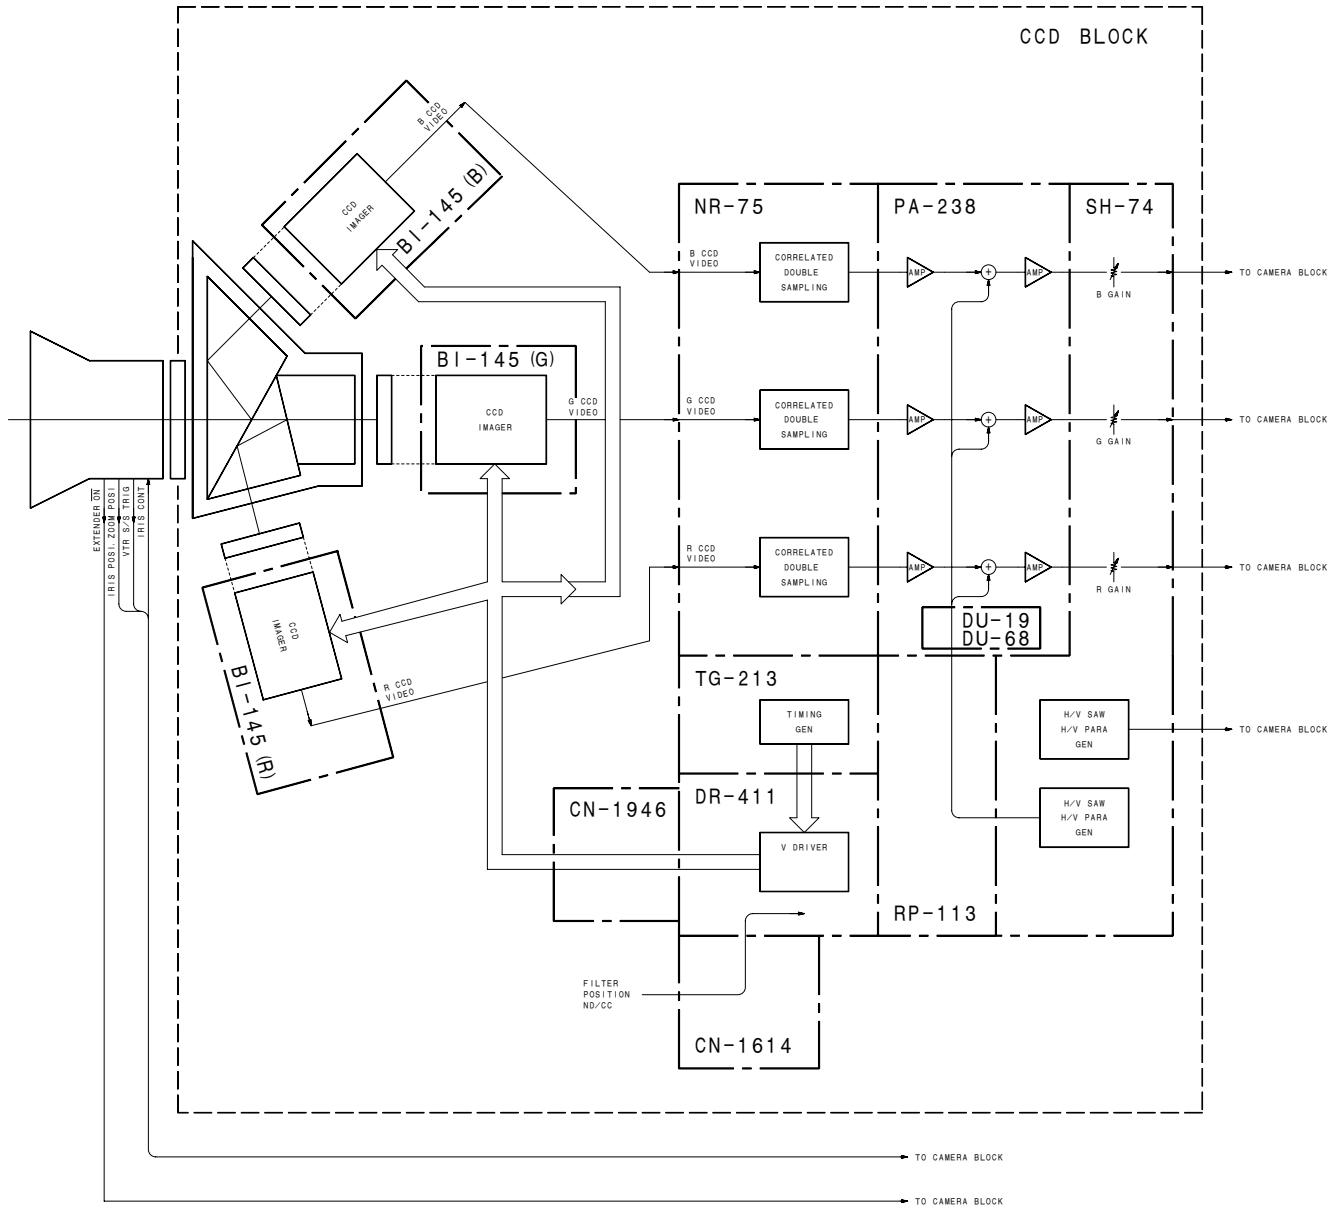 CCD BLOCK
B CCD
VIDEO
CCD
IMAGER
BI-145 (B)
NR-75
PA-238
SH-74
B CCD
VIDEO
CORRELATED
DOUBLE
SAMPLING
AMP
+
AMP
B GAIN
TO CAMERA BLOCK
BI-145 (G)
CCD
IMAGER
G CCD
VIDEO
G CCD
VIDEO
CORRELATED
DOUBLE
SAMPLING
AMP
+
AMP
G GAIN
TO CAMERA BLOCK
EXTENDER ON
IRIS POSI. ZOOM POSI
VTR S/S TRIG
IRIS CONT
R CCD
VIDEO
CORRELATED
DOUBLE
SAMPLING
AMP
+
AMP
R GAIN
TO CAMERA BLOCK
CCD
IMAGER
BI-145 (R)
R CCD
VIDEO
DU-19
DU-68
TG-213
TIMING
GEN
H/V SAW
H/V PARA
GEN
TO CAMERA BLOCK
CN-1946
DR-411
V DRIVER
H/V SAW
H/V PARA
GEN
RP-113
FILTER
POSITION
ND/CC
CN-1614
TO CAMERA BLOCK
TO CAMERA BLOCK